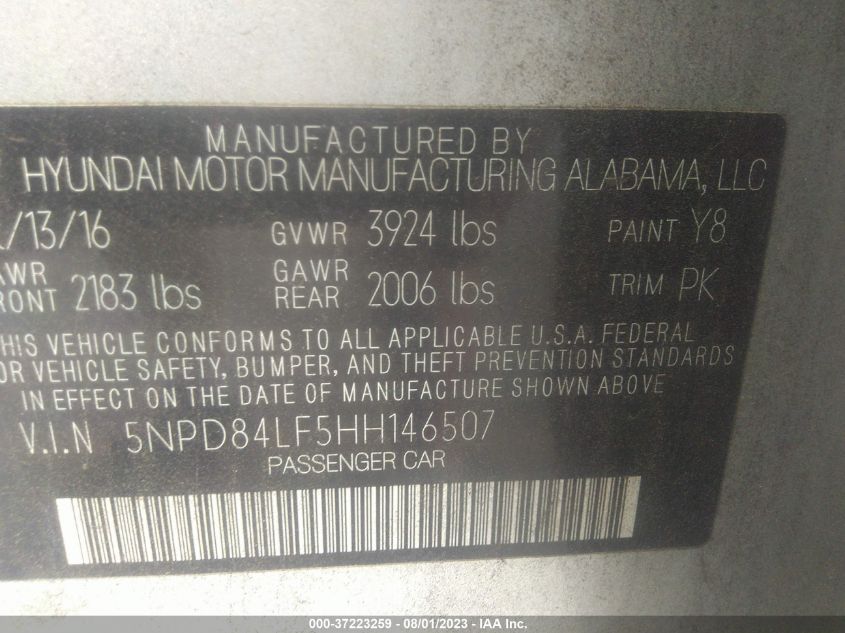 MANUFACTURED BY
HYUNDAI MOTOR MANUFACTURING ALABAMA, LLC
/13/16 GVWR 3924 lbs PAINT Y8
AWR FRONT 2183 lbs GAWR REAR 2006 lbs TRIM PK
HIS VEHICLE CONFORMS TO ALL APPLICABLE U.S.A. FEDERAL
OR VEHICLE SAFETY, BUMPER, AND THEFT PREVENTION STANDARDS
IN EFFECT ON THE DATE OF MANUFACTURE SHOWN ABOVE
V.I.N 5NPD84LF5HH146507
PASSENGER CAR
000-37223259 - 08/01/2023 - IAA, Inc.